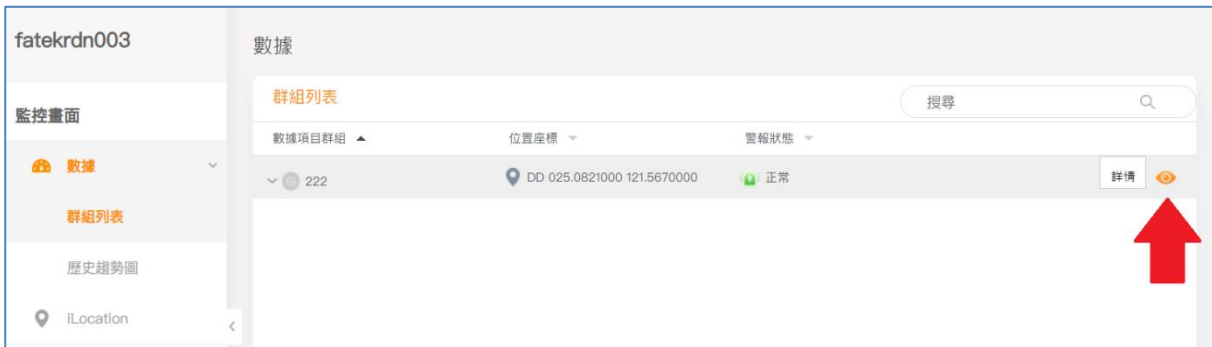 fatekrdn003
數據
監控畫面
群組列表
搜尋
數據項目群組
位置座標
警報狀態
數據
222
DD 025.0821000 121.5670000
正常
詳情
群組列表
歷史趨勢圖
iLocation